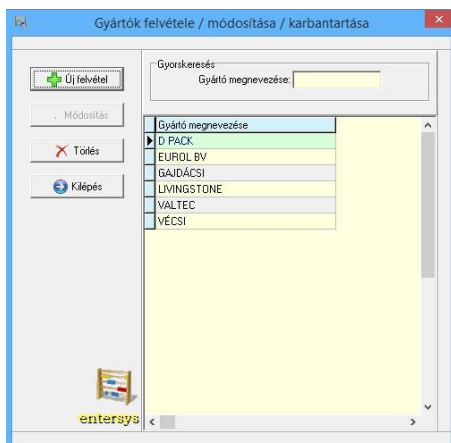 Gyártók felvétele / módosítása / karbantartása
Új felvétel
Módosítás
Törlés
Kilépés
Gyorskeresés
Gyártó megnevezése:
Gyártó megnevezése
D PACK
EUROL BV
GAJDÁCSI
LIVINGSTONE
VALTEC
VÉCSI
entersys